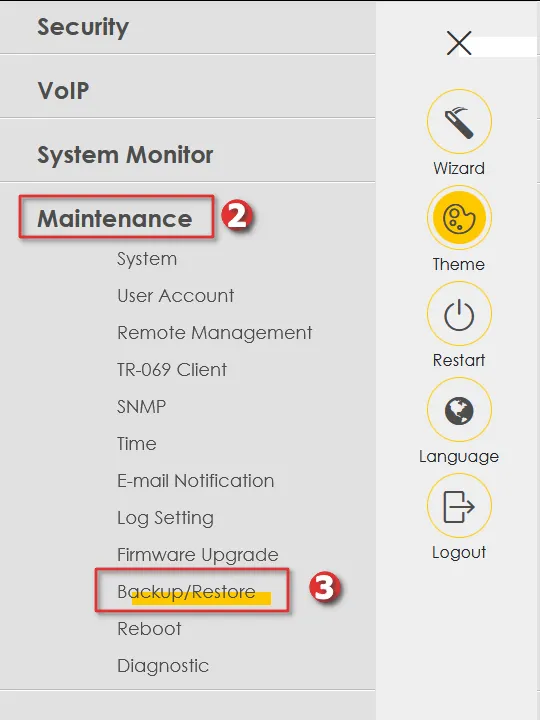 Security
VoIP
System Monitor
Maintenance 2
System
User Account
Remote Management
TR-069 Client
SNMP
Time
E-mail Notification
Log Setting
Firmware Upgrade
Backup/Restore 3
Reboot
Diagnostic
Wizard
Theme
Restart
Language
Logout